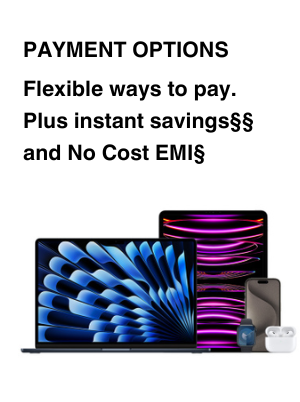 PAYMENT OPTIONS
Flexible ways to pay.
Plus instant savings§§
and No Cost EMI§